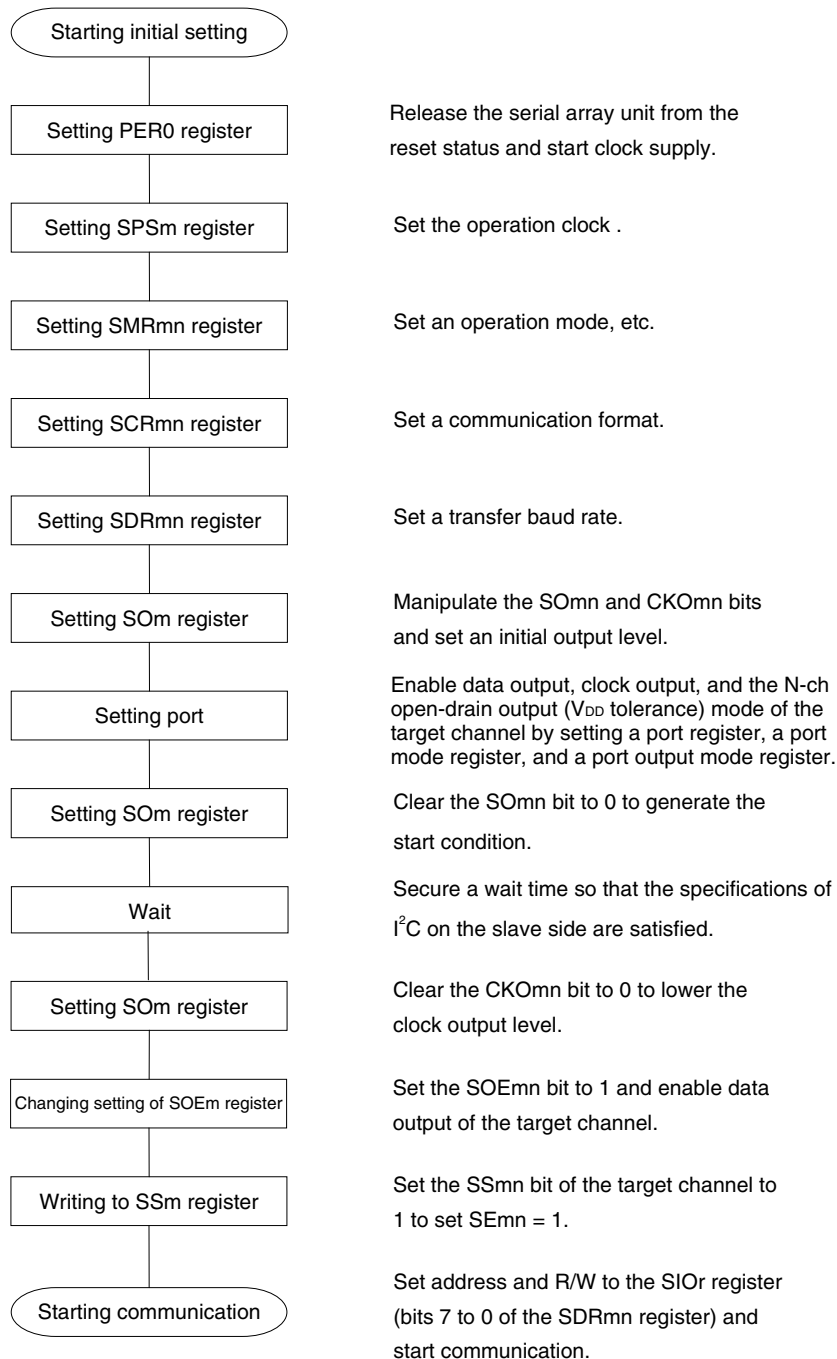 Starting initial setting
Setting PER0 register
Release the serial array unit from the
reset status and start clock supply.
Setting SPSm register
Set the operation clock .
Setting SMRmn register
Set an operation mode, etc.
Setting SCRmn register
Set a communication format.
Setting SDRmn register
Set a transfer baud rate.
Setting SOm register
Manipulate the SOmn and CKOmn bits
and set an initial output level.
Setting port
Enable data output, clock output, and the N-ch
open-drain output (VDD tolerance) mode of the
target channel by setting a port register, a port
mode register, and a port output mode register.
Setting SOm register
Clear the SOmn bit to 0 to generate the
start condition.
Wait
Secure a wait time so that the specifications of
I²C on the slave side are satisfied.
Setting SOm register
Clear the CKOmn bit to 0 to lower the
clock output level.
Changing setting of SOEm register
Set the SOEmn bit to 1 and enable data
output of the target channel.
Writing to SSm register
Set the SSmn bit of the target channel to
1 to set SEmn = 1.
Starting communication
Set address and R/W to the SIOr register
(bits 7 to 0 of the SDRmn register) and
start communication.